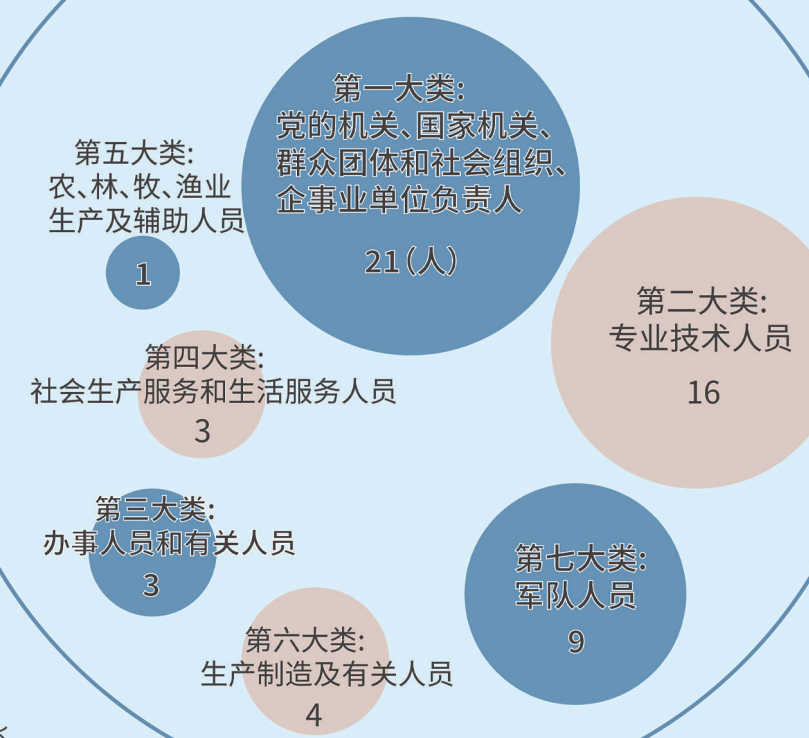 第一大类:
党的机关、国家机关、
群众团体和社会组织、
企事业单位负责人
21(人)
第五大类:
农、林、牧、渔业
生产及辅助人员
1
第二大类:
专业技术人员
16
第四大类:
社会生产服务和生活服务人员
3
第三大类:
办事人员和有关人员
3
第七大类:
军队人员
9
第六大类:
生产制造及有关人员
4